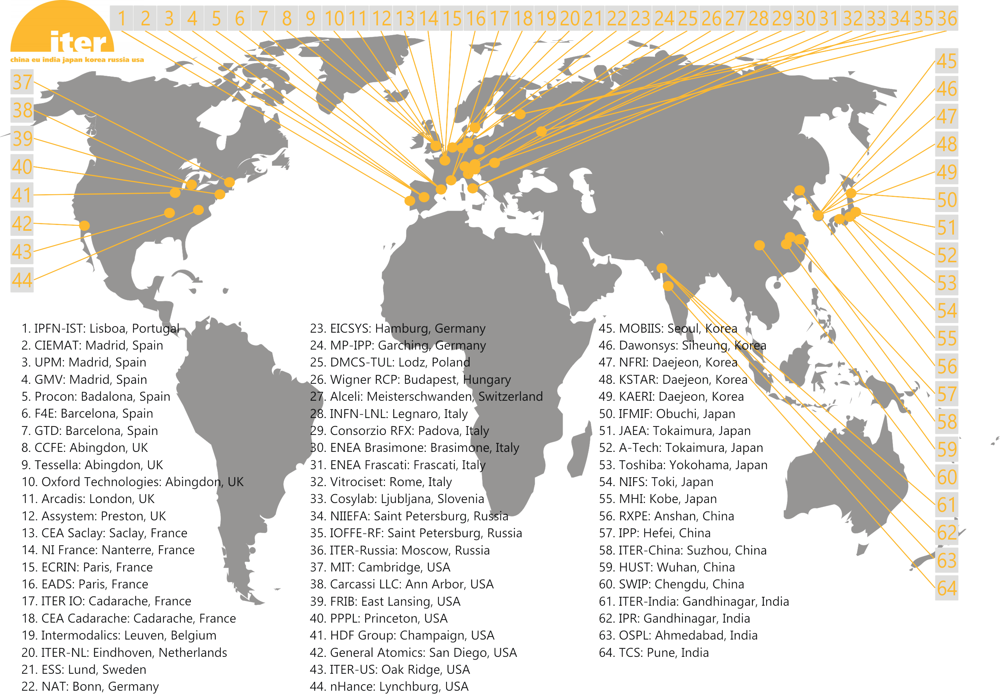 1 2 3 4 5 6 7 8 9 10 11 12 13 14 15 16 17 18 19 20 21 22 23 24 25 26 27 28 29 30 31 32 33 34 35 36
iter
china eu india japan korea russia usa
37
38
39
40
41
42
43
44
45
46
47
48
49
50
51
52
53
54
55
56
57
58
59
60
61
62
63
64
1. IPFN-IST: Lisboa, Portugal
2. CIEMAT: Madrid, Spain
3. UPM: Madrid, Spain
4. GMV: Madrid, Spain
5. Procon: Badalona, Spain
6. F4E: Barcelona, Spain
7. GTD: Barcelona, Spain
8. CCFE: Abingdon, UK
9. Tessella: Abingdon, UK
10. Oxford Technologies: Abingdon, UK
11. Arcadis: London, UK
12. Assystem: Preston, UK
13. CEA Saclay: Saclay, France
14. NI France: Nanterre, France
15. ECRIN: Paris, France
16. EADS: Paris, France
17. ITER IO: Cadarache, France
18. CEA Cadarache: Cadarache, France
19. Intermodalics: Leuven, Belgium
20. ITER-NL: Eindhoven, Netherlands
21. ESS: Lund, Sweden
22. NAT: Bonn, Germany
23. EICSYS: Hamburg, Germany
24. MP-IPP: Garching, Germany
25. DMCS-TUL: Lodz, Poland
26. Wigner RCP: Budapest, Hungary
27. Alceli: Meisterschwanden, Switzerland
28. INFN-LNL: Legnaro, Italy
29. Consorzio RFX: Padova, Italy
30. ENEA Brasimone: Brasimone, Italy
31. ENEA Frascati: Frascati, Italy
32. Vitrociset: Rome, Italy
33. Cosylab: Ljubljana, Slovenia
34. NIIEFA: Saint Petersburg, Russia
35. IOFFE-RF: Saint Petersburg, Russia
36. ITER-Russia: Moscow, Russia
37. MIT: Cambridge, USA
38. Carcassi LLC: Ann Arbor, USA
39. FRIB: East Lansing, USA
40. PPPL: Princeton, USA
41. HDF Group: Champaign, USA
42. General Atomics: San Diego, USA
43. ITER-US: Oak Ridge, USA
44. nHance: Lynchburg, USA
45. MOBIIS: Seoul, Korea
46. Dawonsys: Siheung, Korea
47. NFRI: Daejeon, Korea
48. KSTAR: Daejeon, Korea
49. KAERI: Daejeon, Korea
50. IFMIF: Obuchi, Japan
51. JAEA: Tokaimura, Japan
52. A-Tech: Tokaimura, Japan
53. Toshiba: Yokohama, Japan
54. NIFS: Toki, Japan
55. MHI: Kobe, Japan
56. RXPE: Anshan, China
57. IPP: Hefei, China
58. ITER-China: Suzhou, China
59. HUST: Wuhan, China
60. SWIP: Chengdu, China
61. ITER-India: Gandhinagar, India
62. IPR: Gandhinagar, India
63. OSPL: Ahmedabad, India
64. TCS: Pune, India